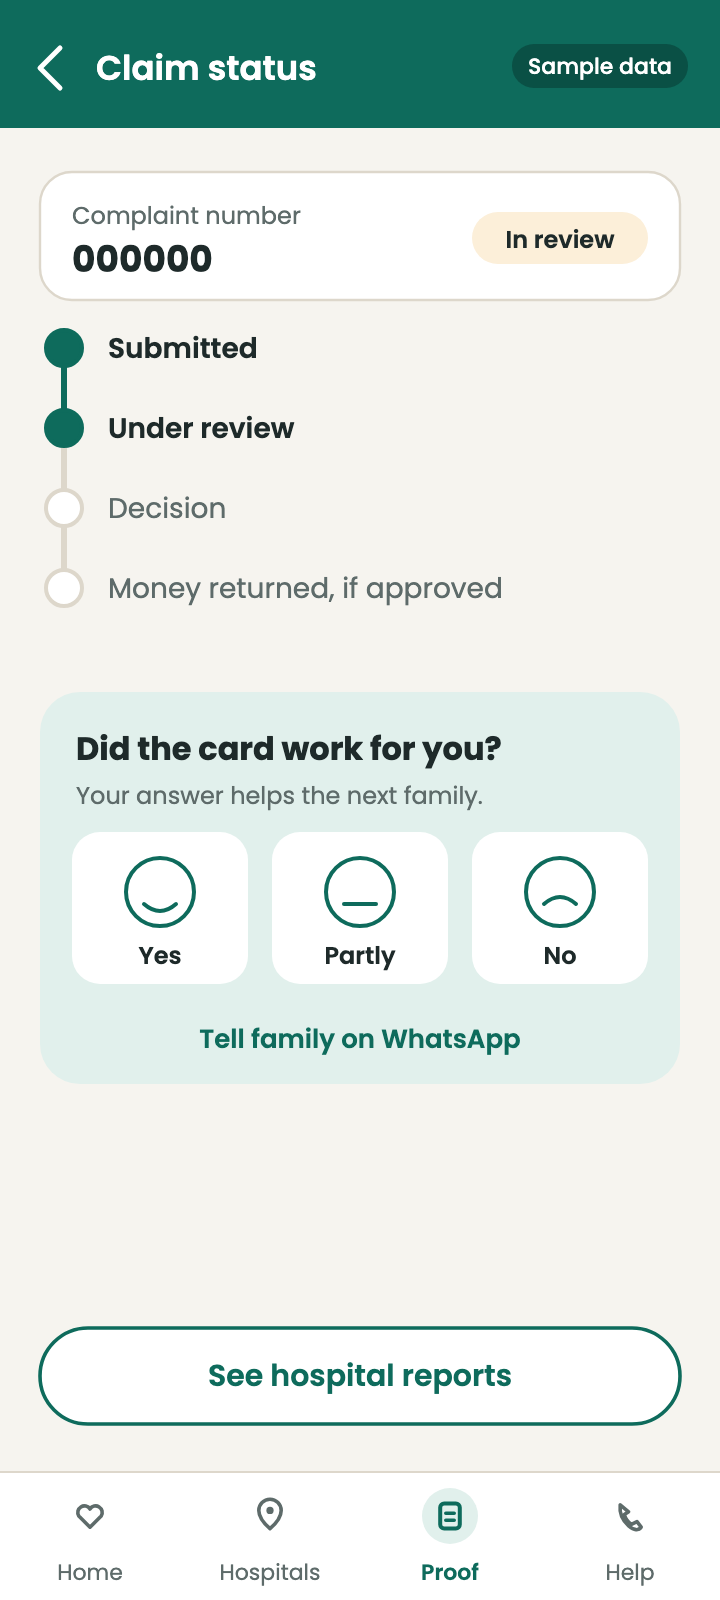 Claim status
Sample data
Complaint number
000000
In review
Submitted
Under review
Decision
Money returned, if approved
Did the card work for you?
Your answer helps the next family.
Yes
Partly
No
Tell family on WhatsApp
See hospital reports
Home
Hospitals
Proof
Help